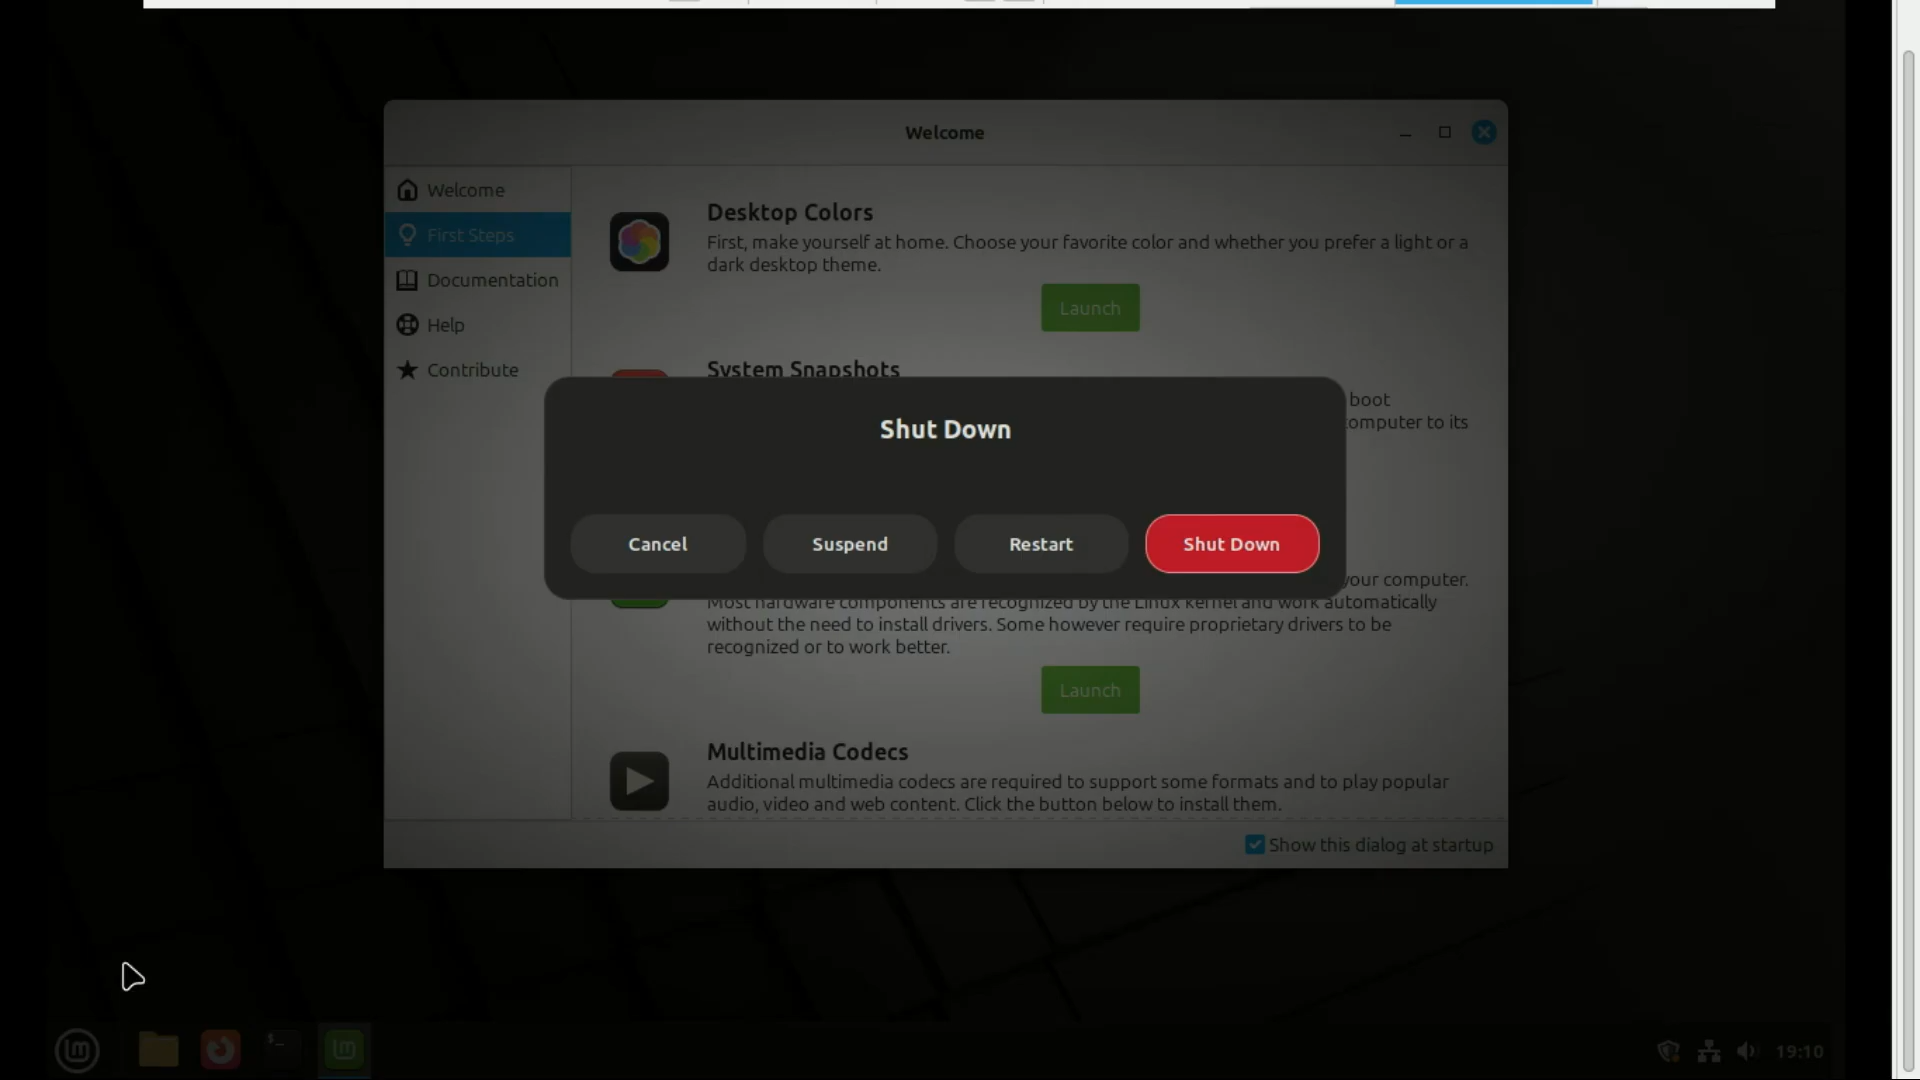 Welcome
Welcome
First Steps
Documentation
Help
Contribute
Desktop Colors
First, make yourself at home. Choose your favorite color and whether you prefer a light or a
dark desktop theme.
Launch
System Snapshots
boot
computer to its
Shut Down
Cancel
Suspend
Restart
Shut Down
your computer.
Most hardware components are recognized by the Linux kernel and work automatically
without the need to install drivers. Some however require proprietary drivers to be
recognized or to work better.
Launch
Multimedia Codecs
Additional multimedia codecs are required to support some formats and to play popular
audio, video and web content. Click the button below to install them.
Show this dialog at startup
19:10